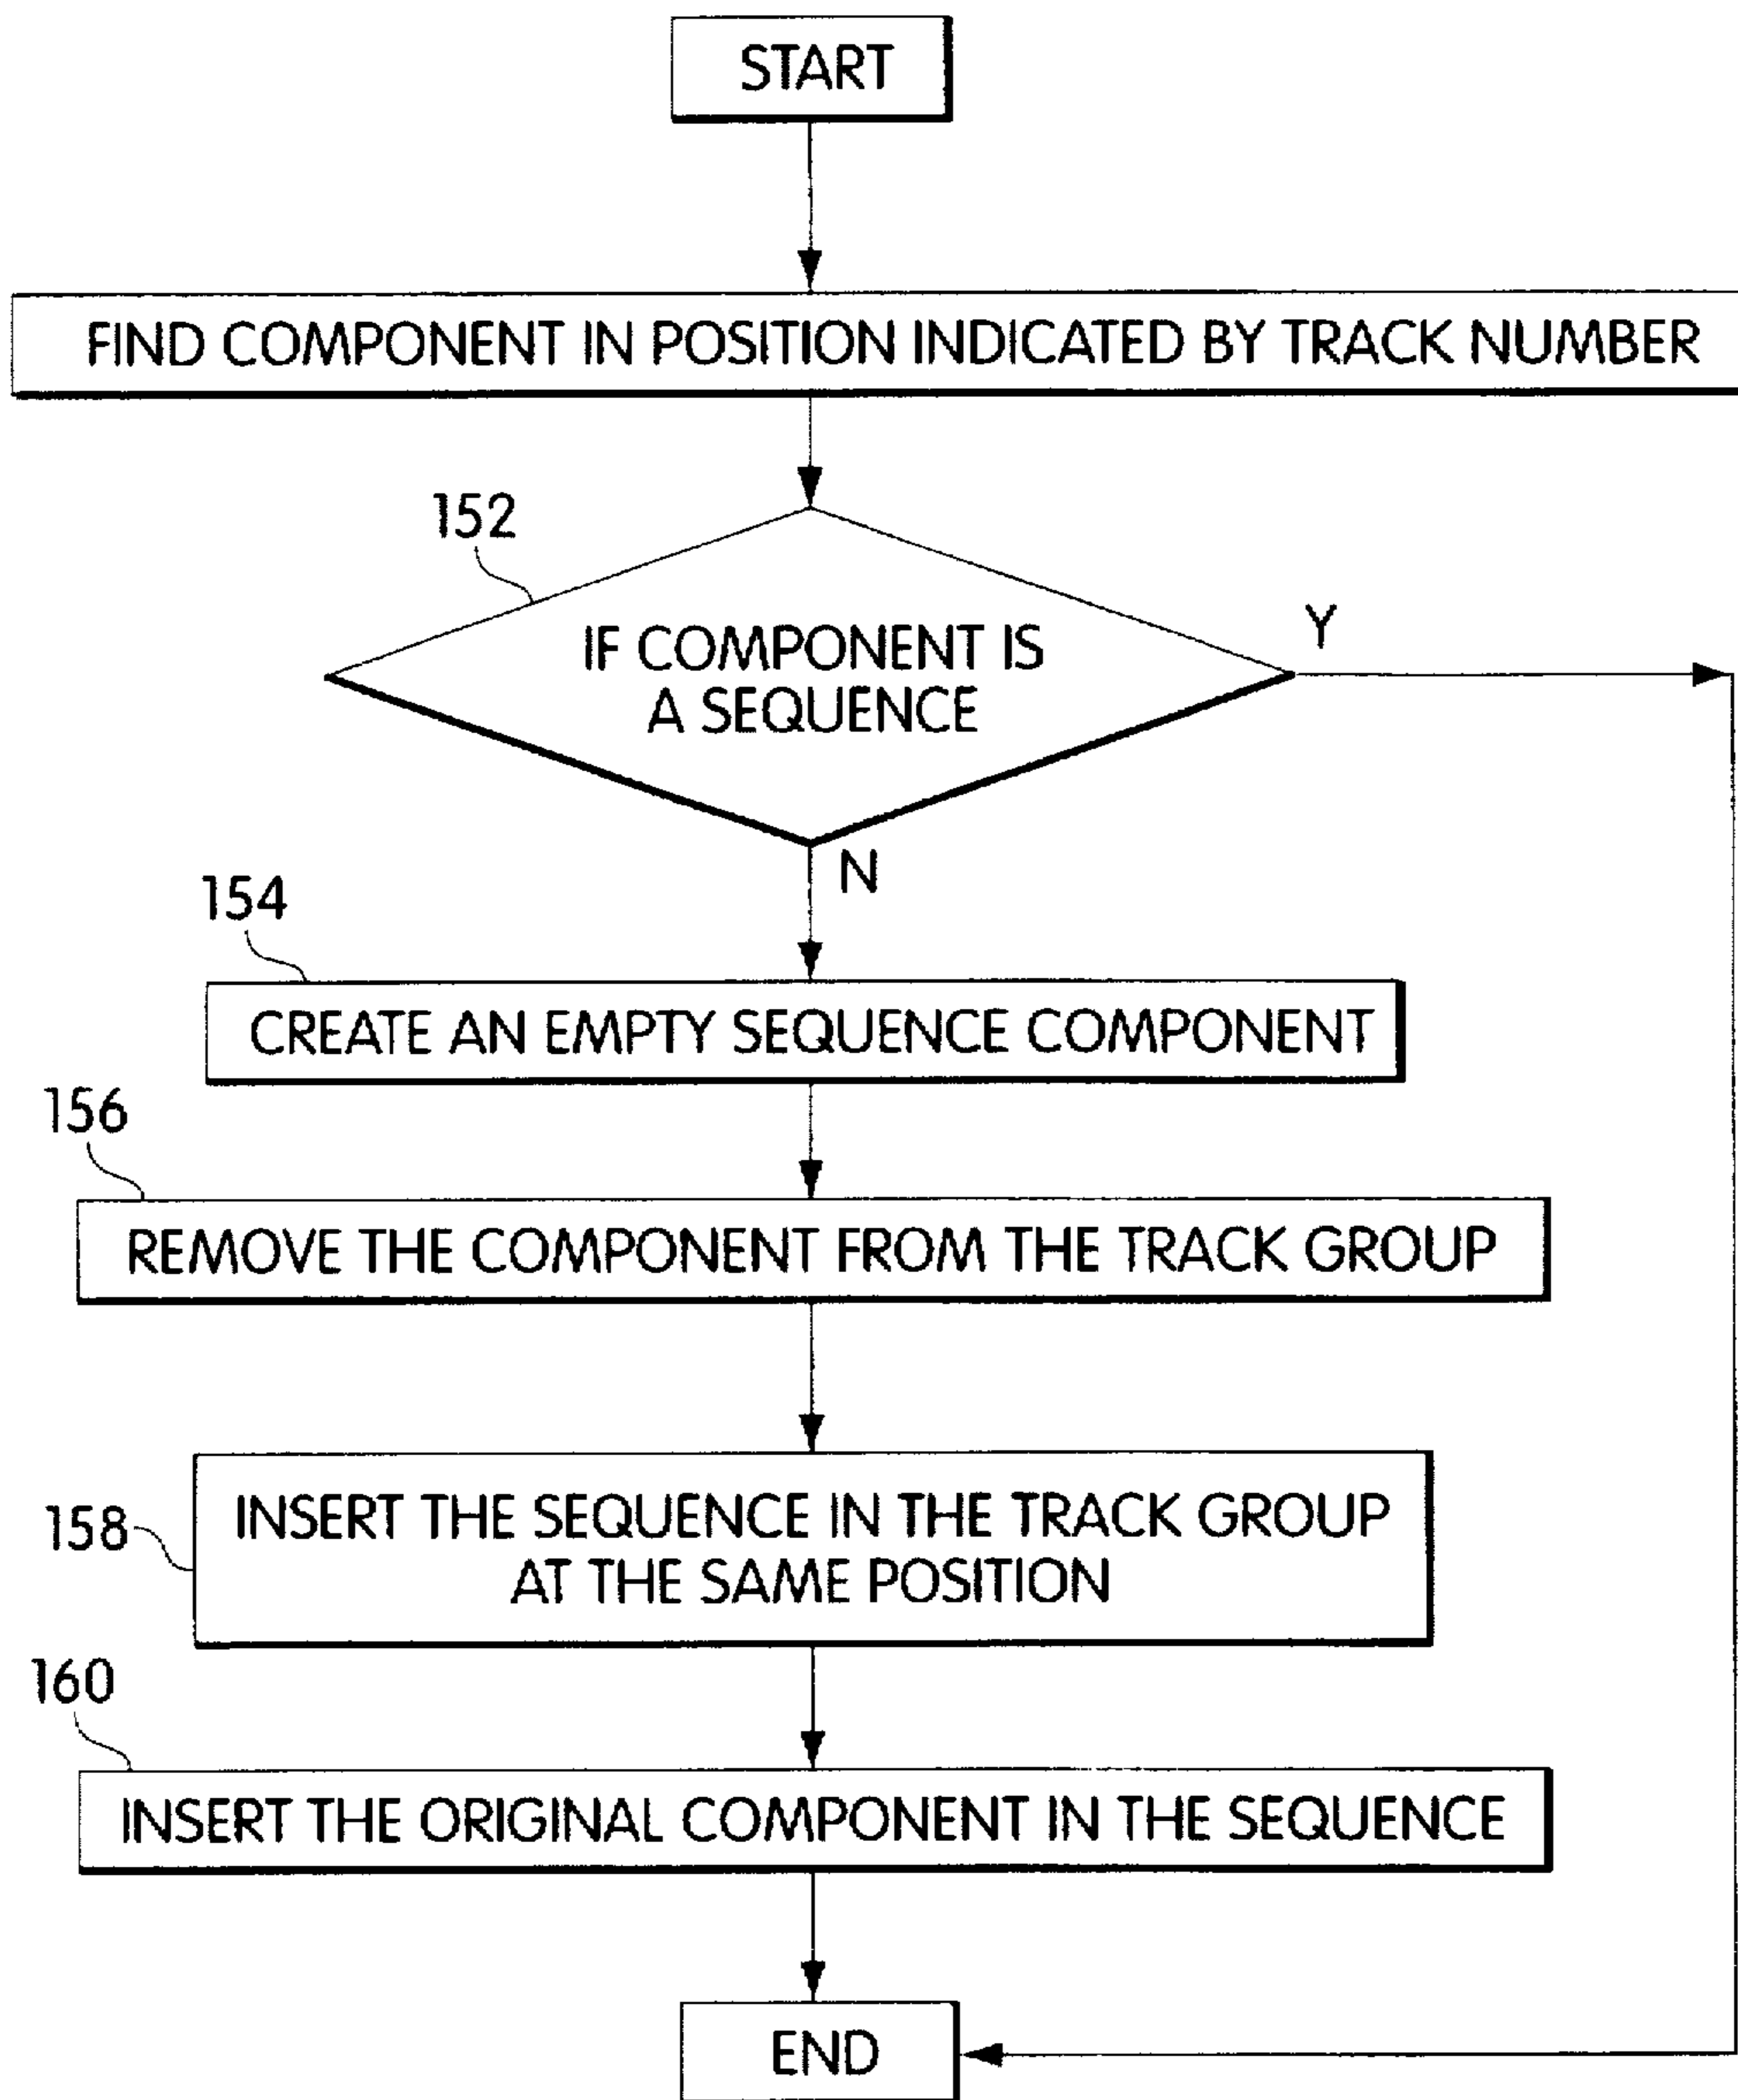 START
FIND COMPONENT IN POSITION INDICATED BY TRACK NUMBER
152
IF COMPONENT IS
A SEQUENCE
Y
N
154
CREATE AN EMPTY SEQUENCE COMPONENT
156
REMOVE THE COMPONENT FROM THE TRACK GROUP
158
INSERT THE SEQUENCE IN THE TRACK GROUP
AT THE SAME POSITION
160
INSERT THE ORIGINAL COMPONENT IN THE SEQUENCE
END